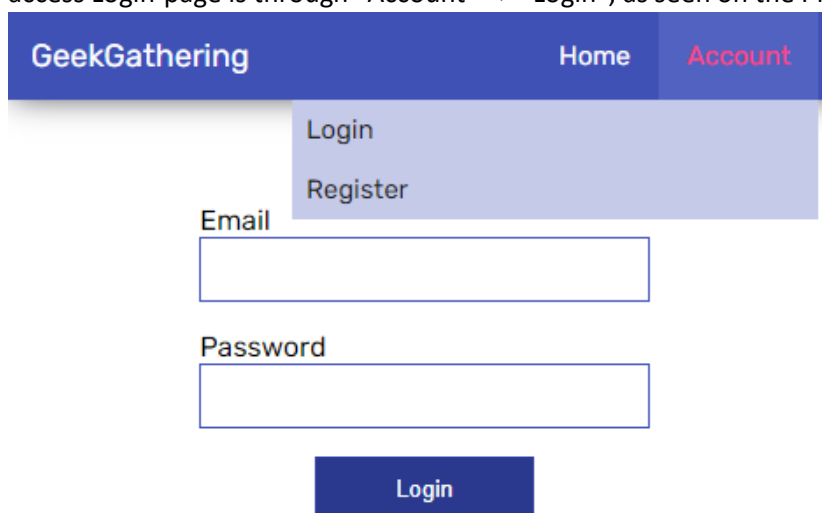 GeekGathering Home Account
Login
Register
Email
Password
Login